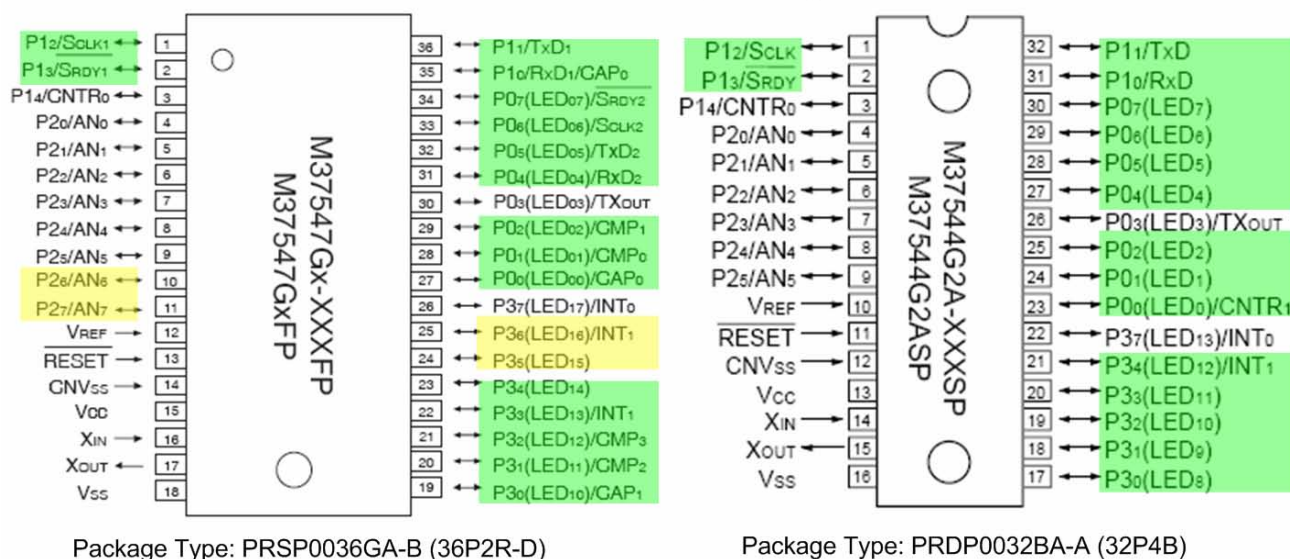 P12/SCLK1 1
P13/SRDY1 2
P14/CNTR0 3
P20/AN0 4
P21/AN1 5
P22/AN2 6
P23/AN3 7
P24/AN4 8
P25/AN5 9
P26/AN6 10
P27/AN7 11
VREF 12
RESET 13
CNVSS 14
VCC 15
XIN 16
XOUT 17
VSS 18
M37547Gx-XXXFP
M37547GxFP
36 P11/TxD1
35 P10/RxD1/CAP0
34 P07(LED07)/SRDY2
33 P06(LED06)/SCLK2
32 P05(LED05)/TxD2
31 P04(LED04)/RxD2
30 P03(LED03)/TXOUT
29 P02(LED02)/CMP1
28 P01(LED01)/CMP0
27 P00(LED00)/CAP0
26 P37(LED17)/INT0
25 P36(LED16)/INT1
24 P35(LED15)
23 P34(LED14)
22 P33(LED13)/INT1
21 P32(LED12)/CMP3
20 P31(LED11)/CMP2
19 P30(LED10)/CAP1
Package Type: PRSP0036GA-B (36P2R-D)
P12/SCLK 1
P13/SRDY 2
P14/CNTR0 3
P20/AN0 4
P21/AN1 5
P22/AN2 6
P23/AN3 7
P24/AN4 8
P25/AN5 9
VREF 10
RESET 11
CNVSS 12
VCC 13
XIN 14
XOUT 15
VSS 16
M37544G2A-XXXSP
M37544G2ASP
32 P11/TxD
31 P10/RxD
30 P07(LED7)
29 P06(LED6)
28 P05(LED5)
27 P04(LED4)
26 P03(LED3)/TXOUT
25 P02(LED2)
24 P01(LED1)
23 P00(LED0)/CNTR1
22 P37(LED13)/INT0
21 P34(LED12)/INT1
20 P33(LED11)
19 P32(LED10)
18 P31(LED9)
17 P30(LED8)
Package Type: PRDP0032BA-A (32P4B)